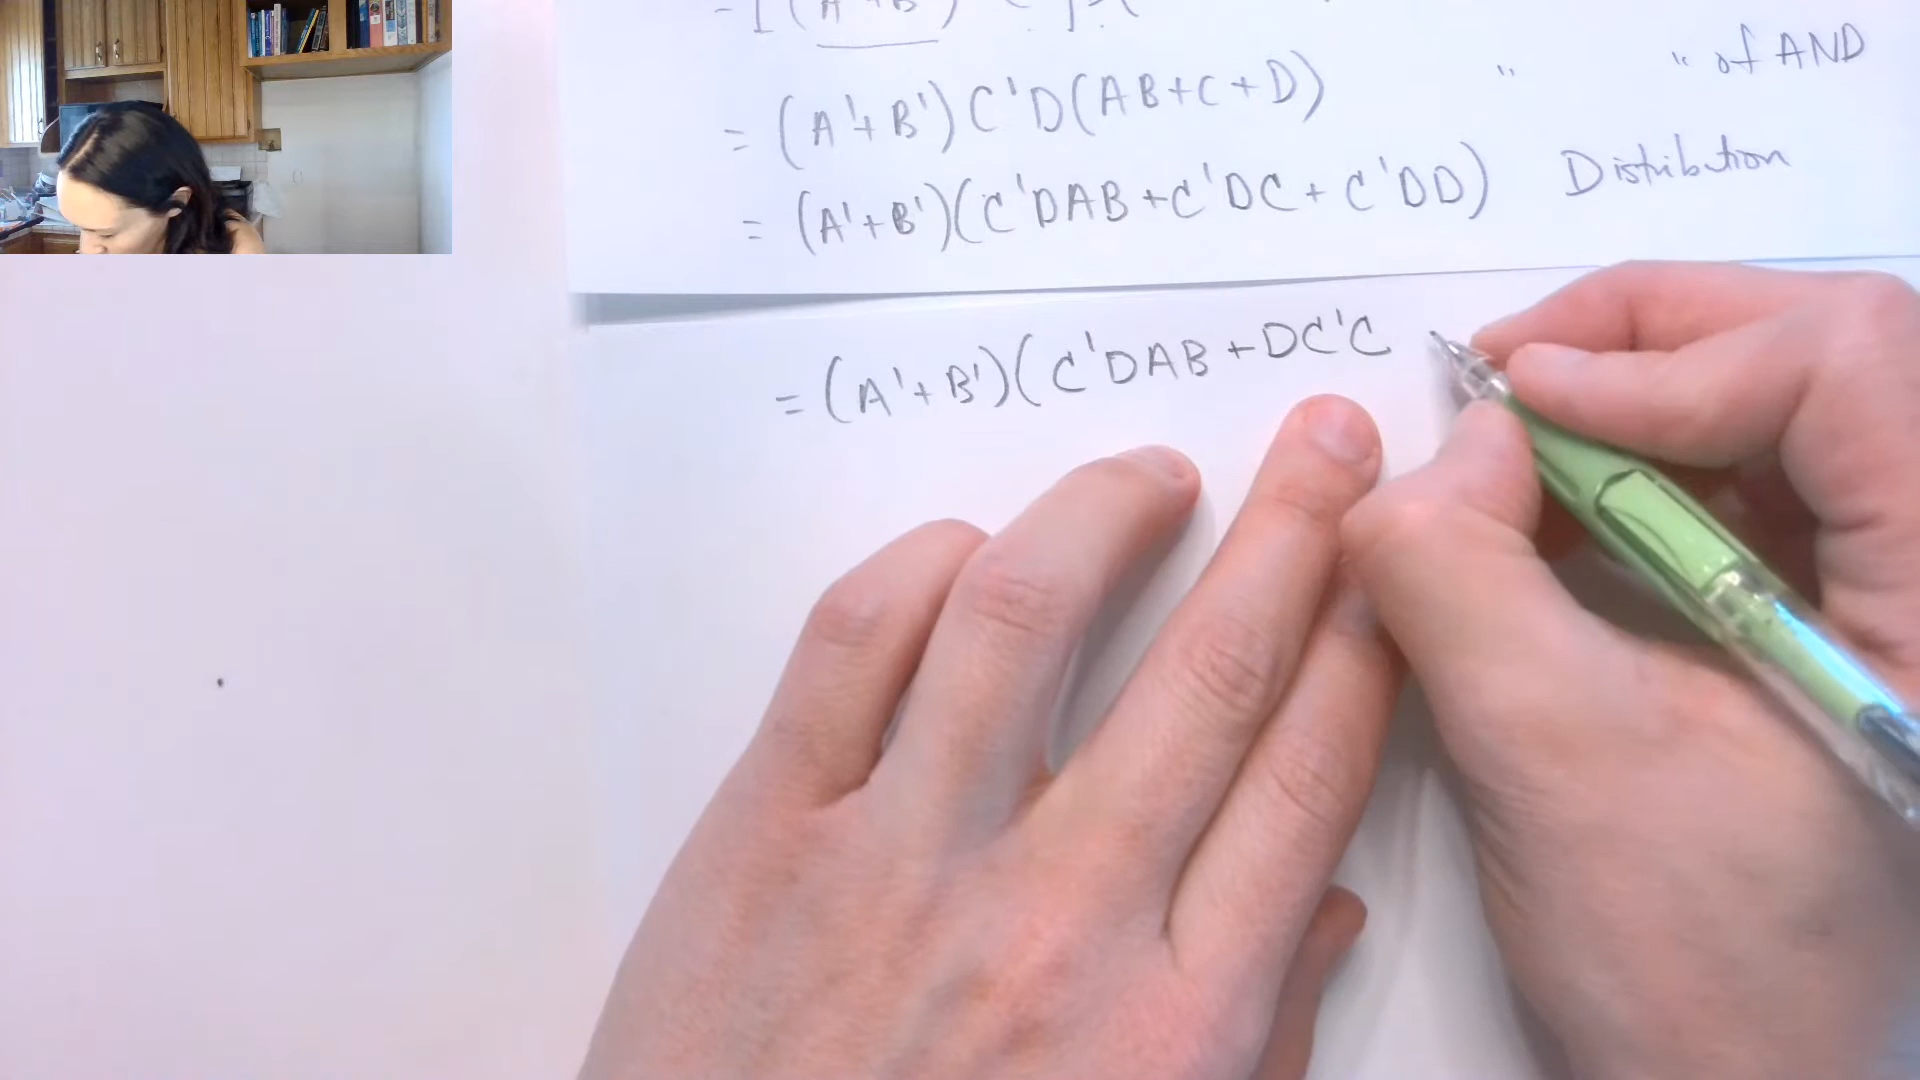 (A'+B')
= (A'+B')C'D(AB+C+D) " " of AND
= (A'+B')(C'DAB+C'DC+C'DD) Distribution
= (A'+B')(C'DAB+DC'C